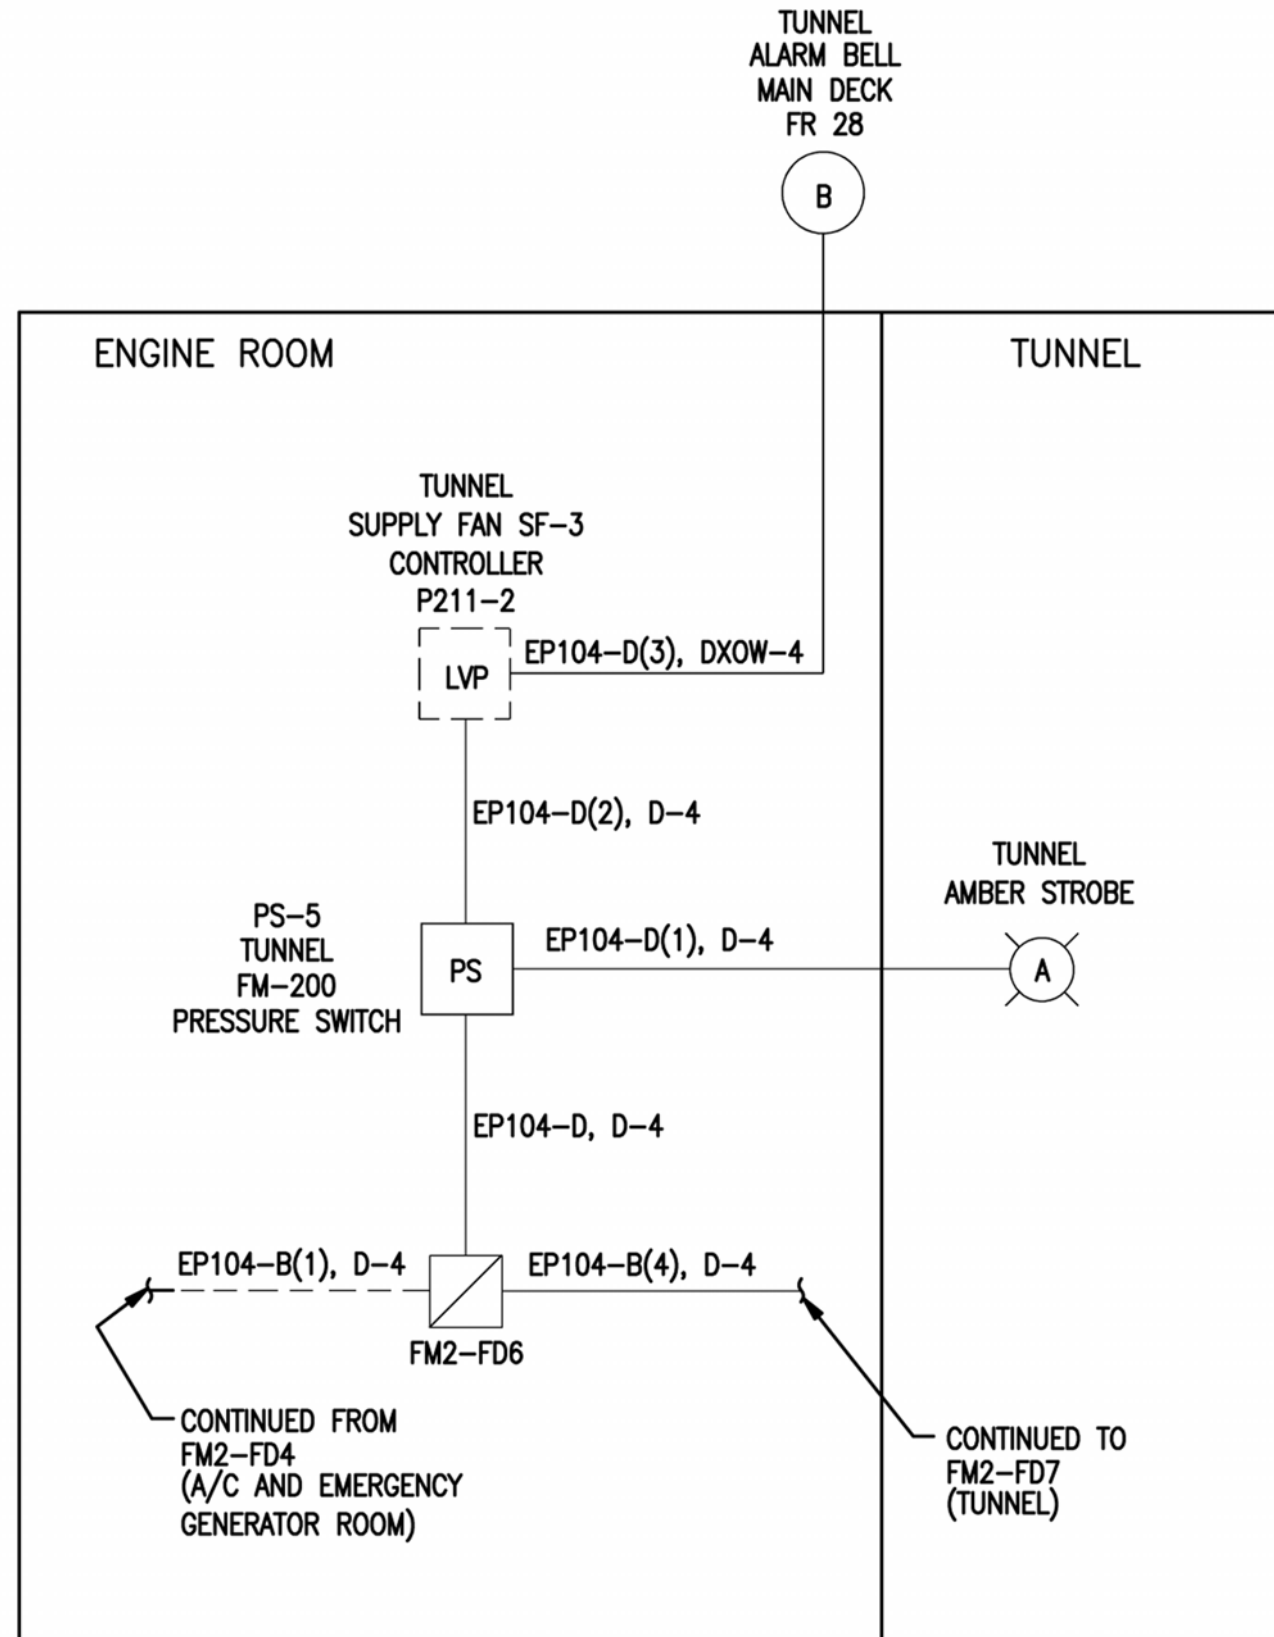 TUNNEL
ALARM BELL
MAIN DECK
FR 28
B
ENGINE ROOM
TUNNEL
TUNNEL
SUPPLY FAN SF-3
CONTROLLER
P211-2
LVP
EP104-D(3), DXOW-4
EP104-D(2), D-4
TUNNEL
AMBER STROBE
PS-5
TUNNEL
FM-200
PRESSURE SWITCH
PS
EP104-D(1), D-4
A
EP104-D, D-4
EP104-B(1), D-4
EP104-B(4), D-4
FM2-FD6
CONTINUED FROM
FM2-FD4
(A/C AND EMERGENCY
GENERATOR ROOM)
CONTINUED TO
FM2-FD7
(TUNNEL)